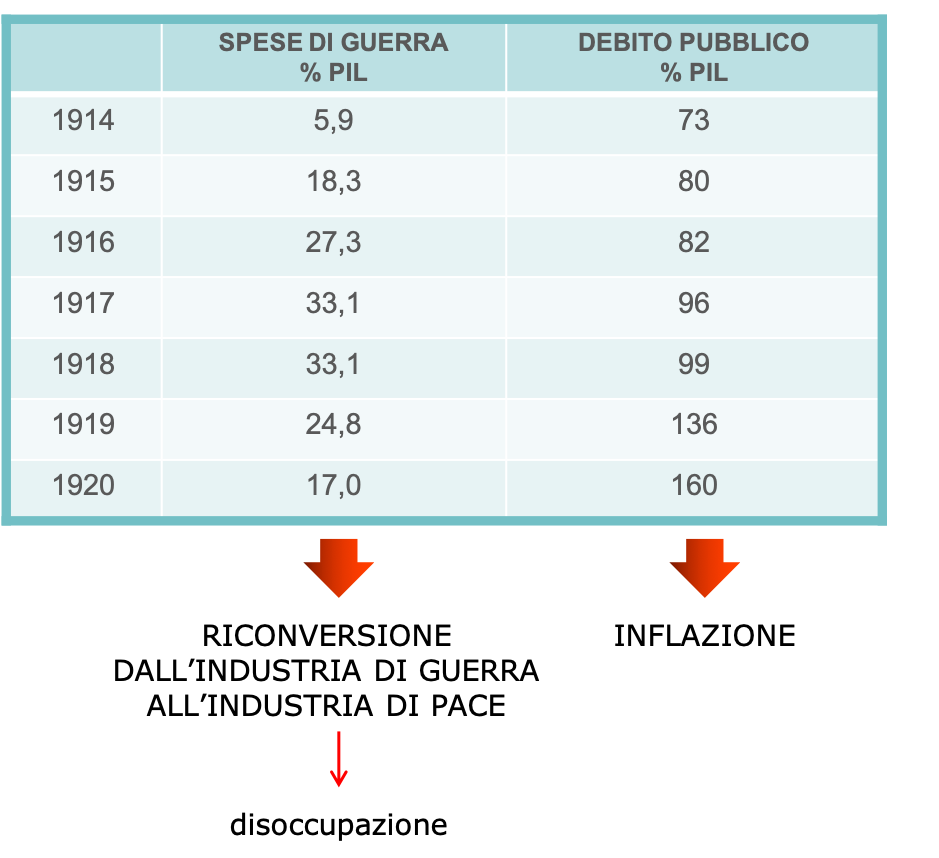 SPESE DI GUERRA % PIL DEBITO PUBBLICO % PIL
1914 5,9 73
1915 18,3 80
1916 27,3 82
1917 33,1 96
1918 33,1 99
1919 24,8 136
1920 17,0 160
RICONVERSIONE
DALL’INDUSTRIA DI GUERRA
ALL’INDUSTRIA DI PACE
INFLAZIONE
disoccupazione